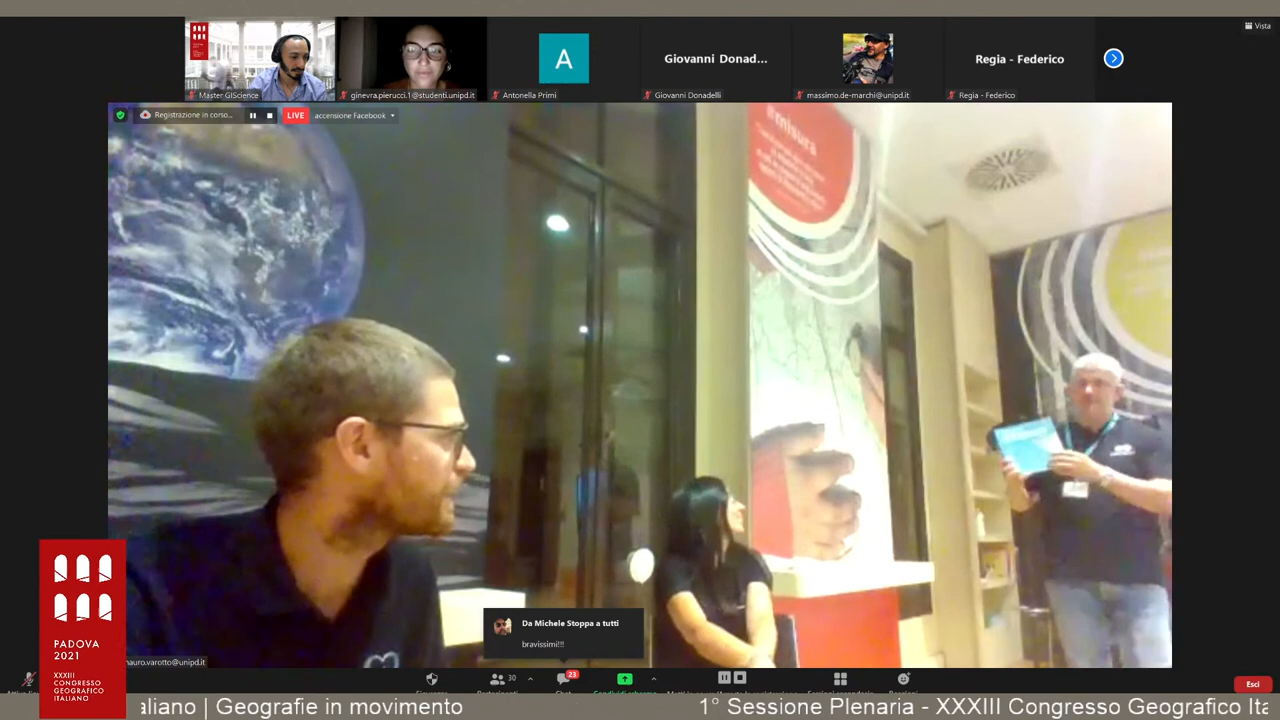 Vista
Master GIScience
ginevra.pierucci.1@studenti.unipd.it
A
Antonella Primi
Giovanni Donad...
Giovanni Donadelli
massimo.de-marchi@unipd.it
Regia - Federico
Regia - Federico
Registrazione in corso...
LIVE
accensione Facebook
#misura
Da Michele Stoppa a tutti
bravissimi!!!
mauro.varotto@unipd.it
30
23
Esci
PADOVA
2021
XXXIII
CONGRESSO
GEOGRAFICO
ITALIANO
aliano | Geografie in movimento
1° Sessione Plenaria - XXXIII Congresso Geografico Ita